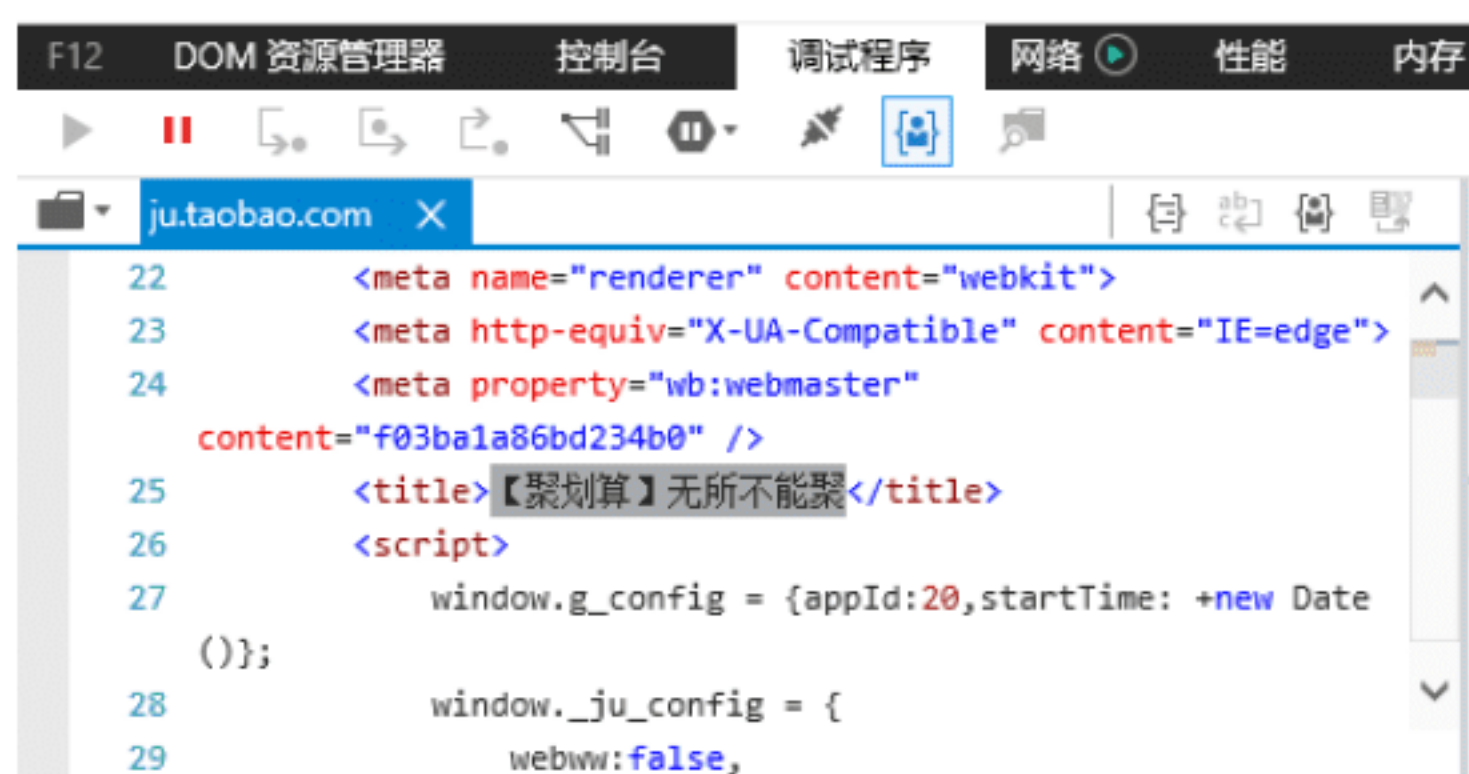 F12 DOM 资源管理器 控制台 调试程序 网络 性能 内存
ju.taobao.com
22 <meta name="renderer" content="webkit">
23 <meta http-equiv="X-UA-Compatible" content="IE=edge">
24 <meta property="wb:webmaster"
content="f03ba1a86bd234b0" />
25 <title>【聚划算】无所不能聚</title>
26 <script>
27 window.g_config = {appId:20,startTime: +new Date
()};
28 window._ju_config = {
29 webww:false,